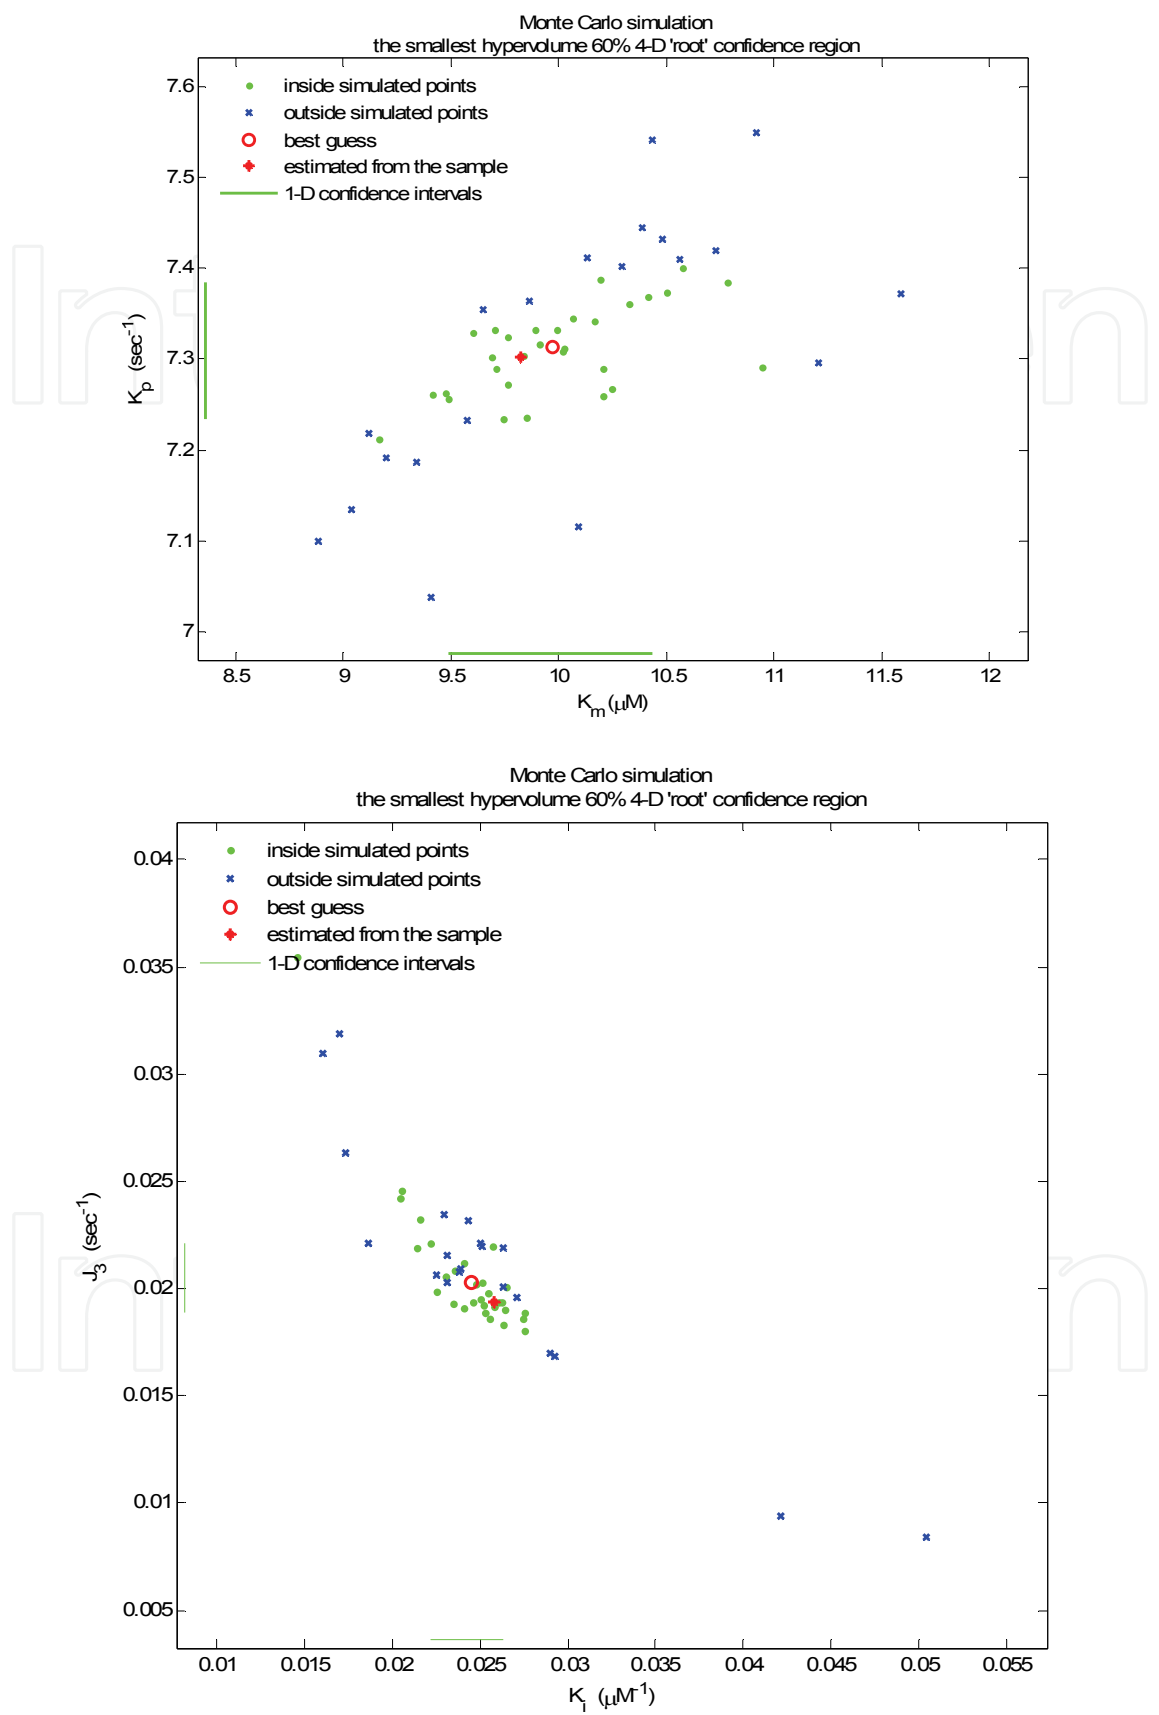 Monte Carlo simulation
the smallest hypervolume 60% 4-D 'root' confidence region
inside simulated points
outside simulated points
best guess
estimated from the sample
1-D confidence intervals
7.6
7.5
7.4
7.3
7.2
7.1
7
K_p (sec^-1)
8.5 9 9.5 10 10.5 11 11.5 12
K_m (μM)
Monte Carlo simulation
the smallest hypervolume 60% 4-D 'root' confidence region
inside simulated points
outside simulated points
best guess
estimated from the sample
1-D confidence intervals
0.04
0.035
0.03
0.025
0.02
0.015
0.01
0.005
J_3 (sec^-1)
0.01 0.015 0.02 0.025 0.03 0.035 0.04 0.045 0.05 0.055
K_i (μM^-1)